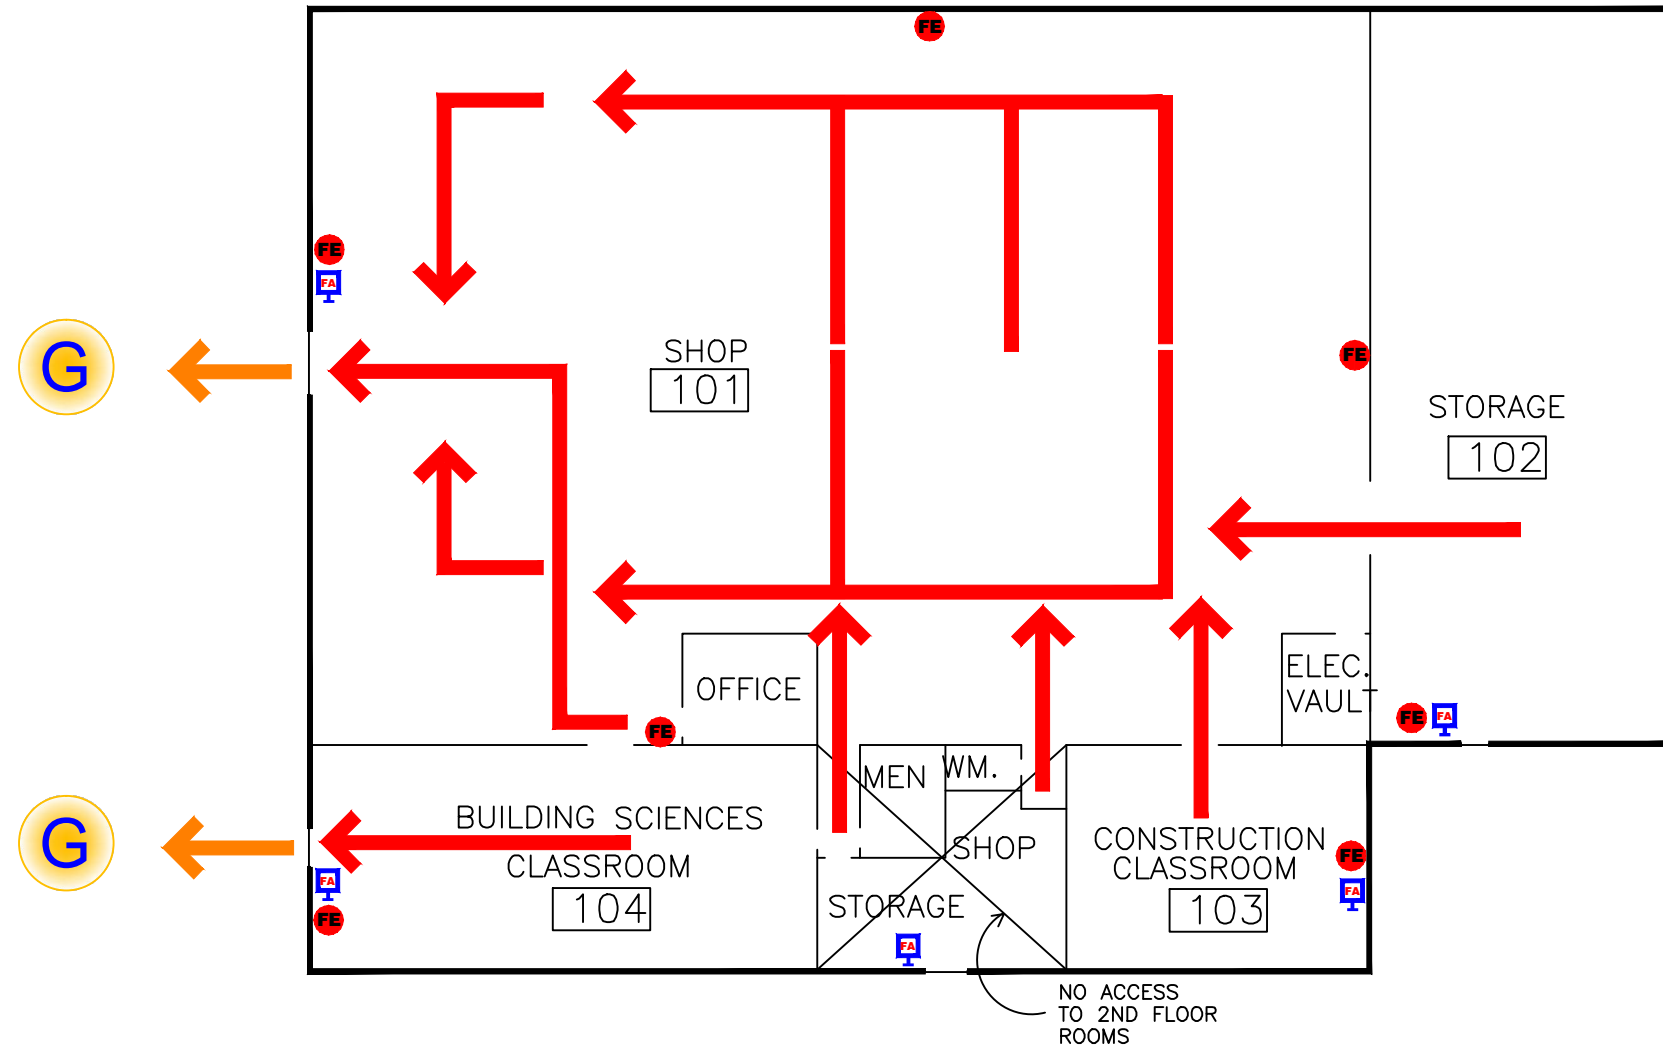 FE
FE
FA
G
SHOP
101
FE
STORAGE
102
OFFICE
ELEC.
VAULT
FE
FE
FA
MEN
WM.
BUILDING SCIENCES
CLASSROOM
104
G
FA
FE
SHOP
STORAGE
FA
CONSTRUCTION
CLASSROOM
103
FE
FA
NO ACCESS
TO 2ND FLOOR
ROOMS